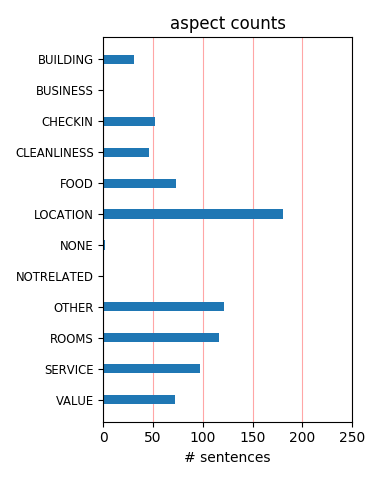 aspect counts
BUILDING
BUSINESS
CHECKIN
CLEANLINESS
FOOD
LOCATION
NONE
NOTRELATED
OTHER
ROOMS
SERVICE
VALUE
0 50 100 150 200 250
# sentences